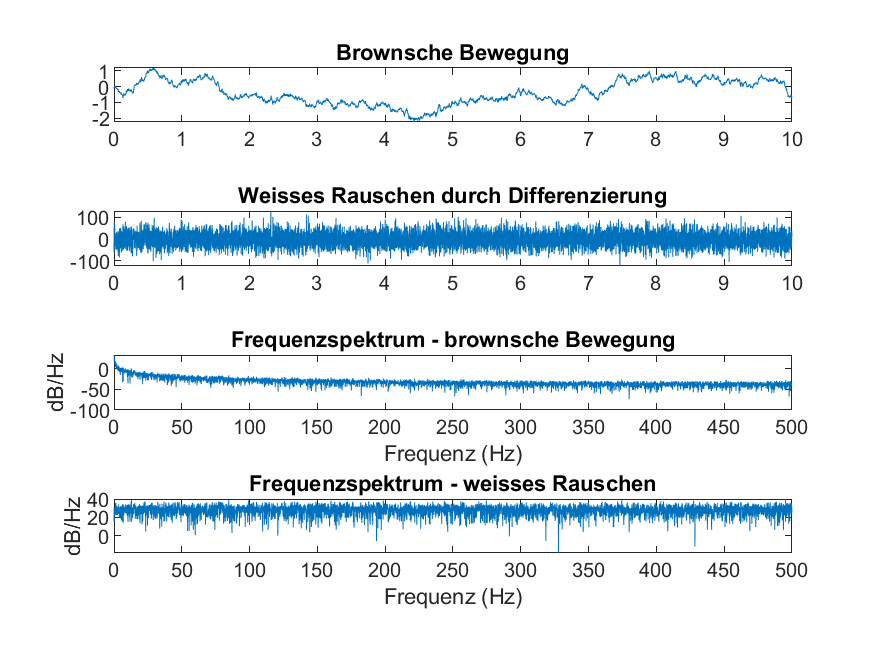 Brownsche Bewegung
1
0
-1
-2
0 1 2 3 4 5 6 7 8 9 10
Weisses Rauschen durch Differenzierung
100
0
-100
0 1 2 3 4 5 6 7 8 9 10
Frequenzspektrum - brownsche Bewegung
dB/Hz
0
-50
-100
0 50 100 150 200 250 300 350 400 450 500
Frequenz (Hz)
Frequenzspektrum - weisses Rauschen
dB/Hz
40
20
0
0 50 100 150 200 250 300 350 400 450 500
Frequenz (Hz)